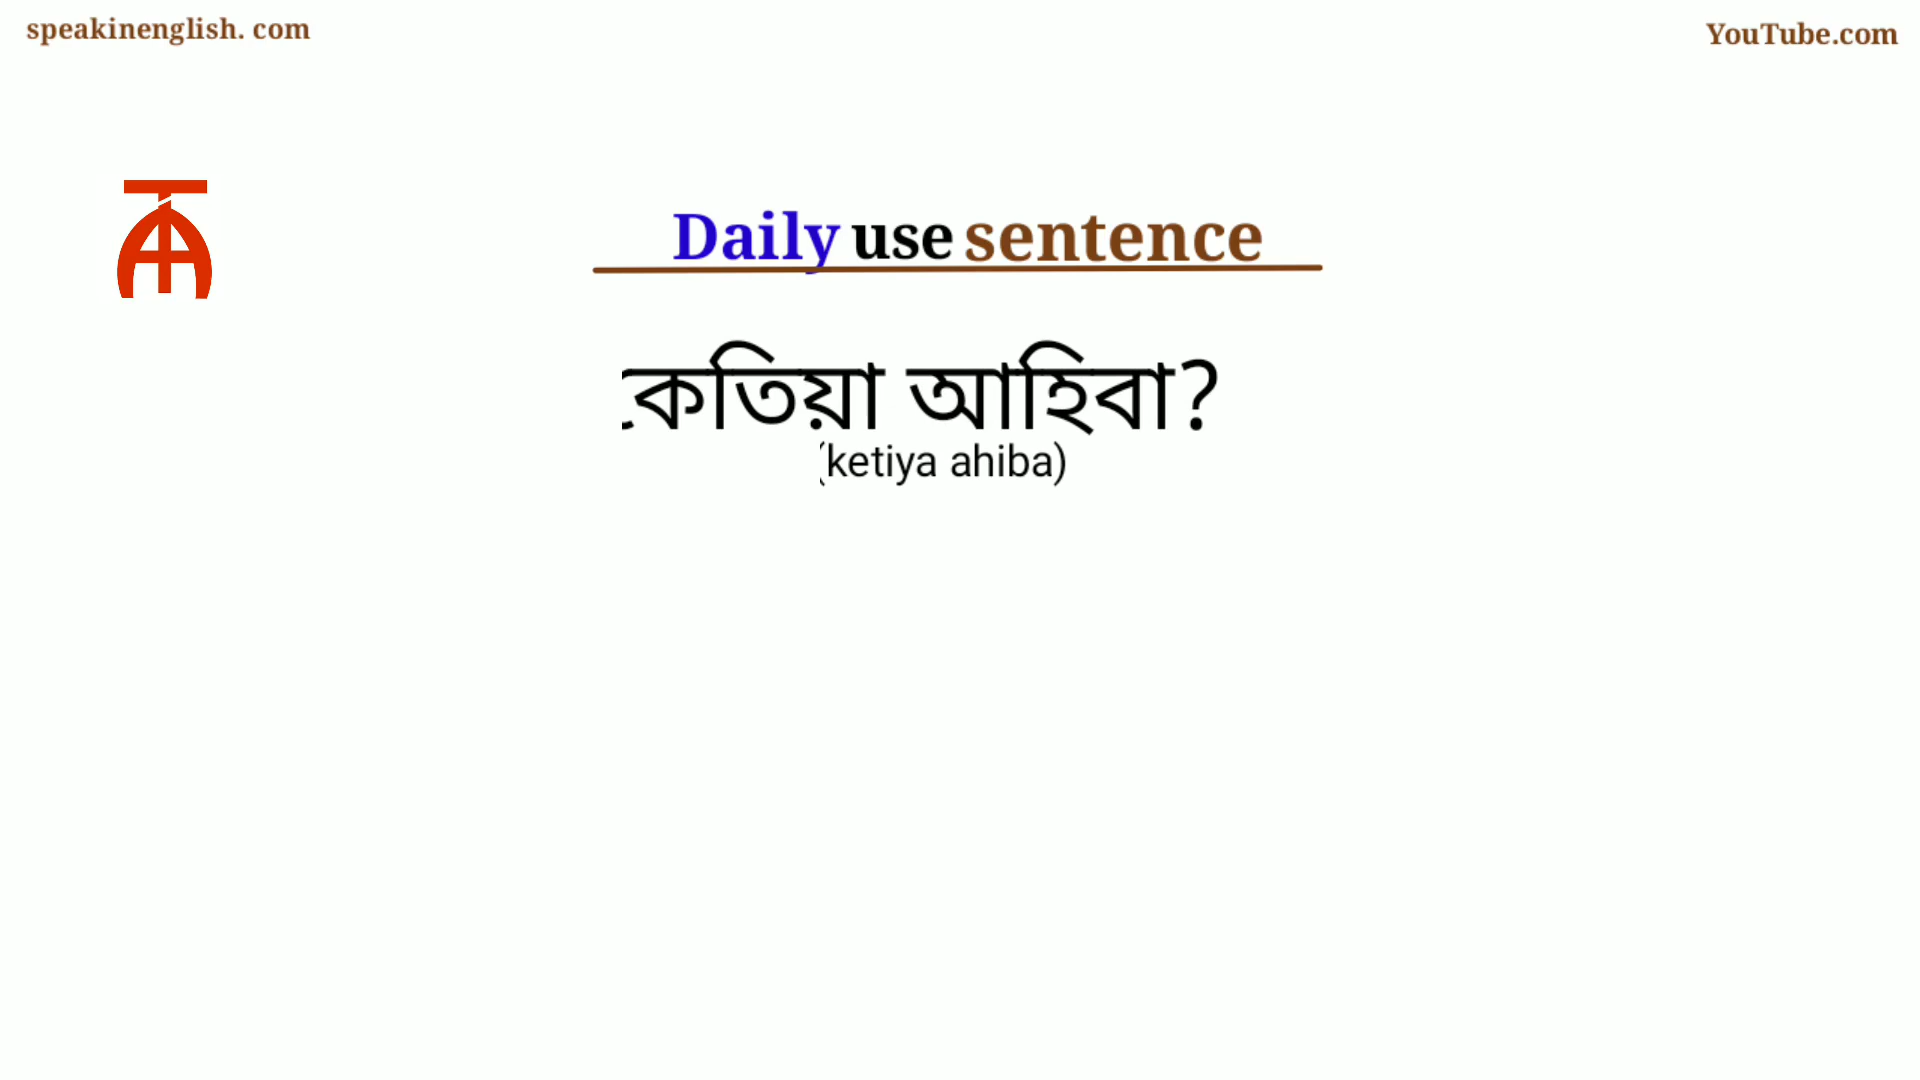 speakinenglish. com
YouTube.com
Daily use sentence
কেতিয়া আহিবা?
(ketiya ahiba)